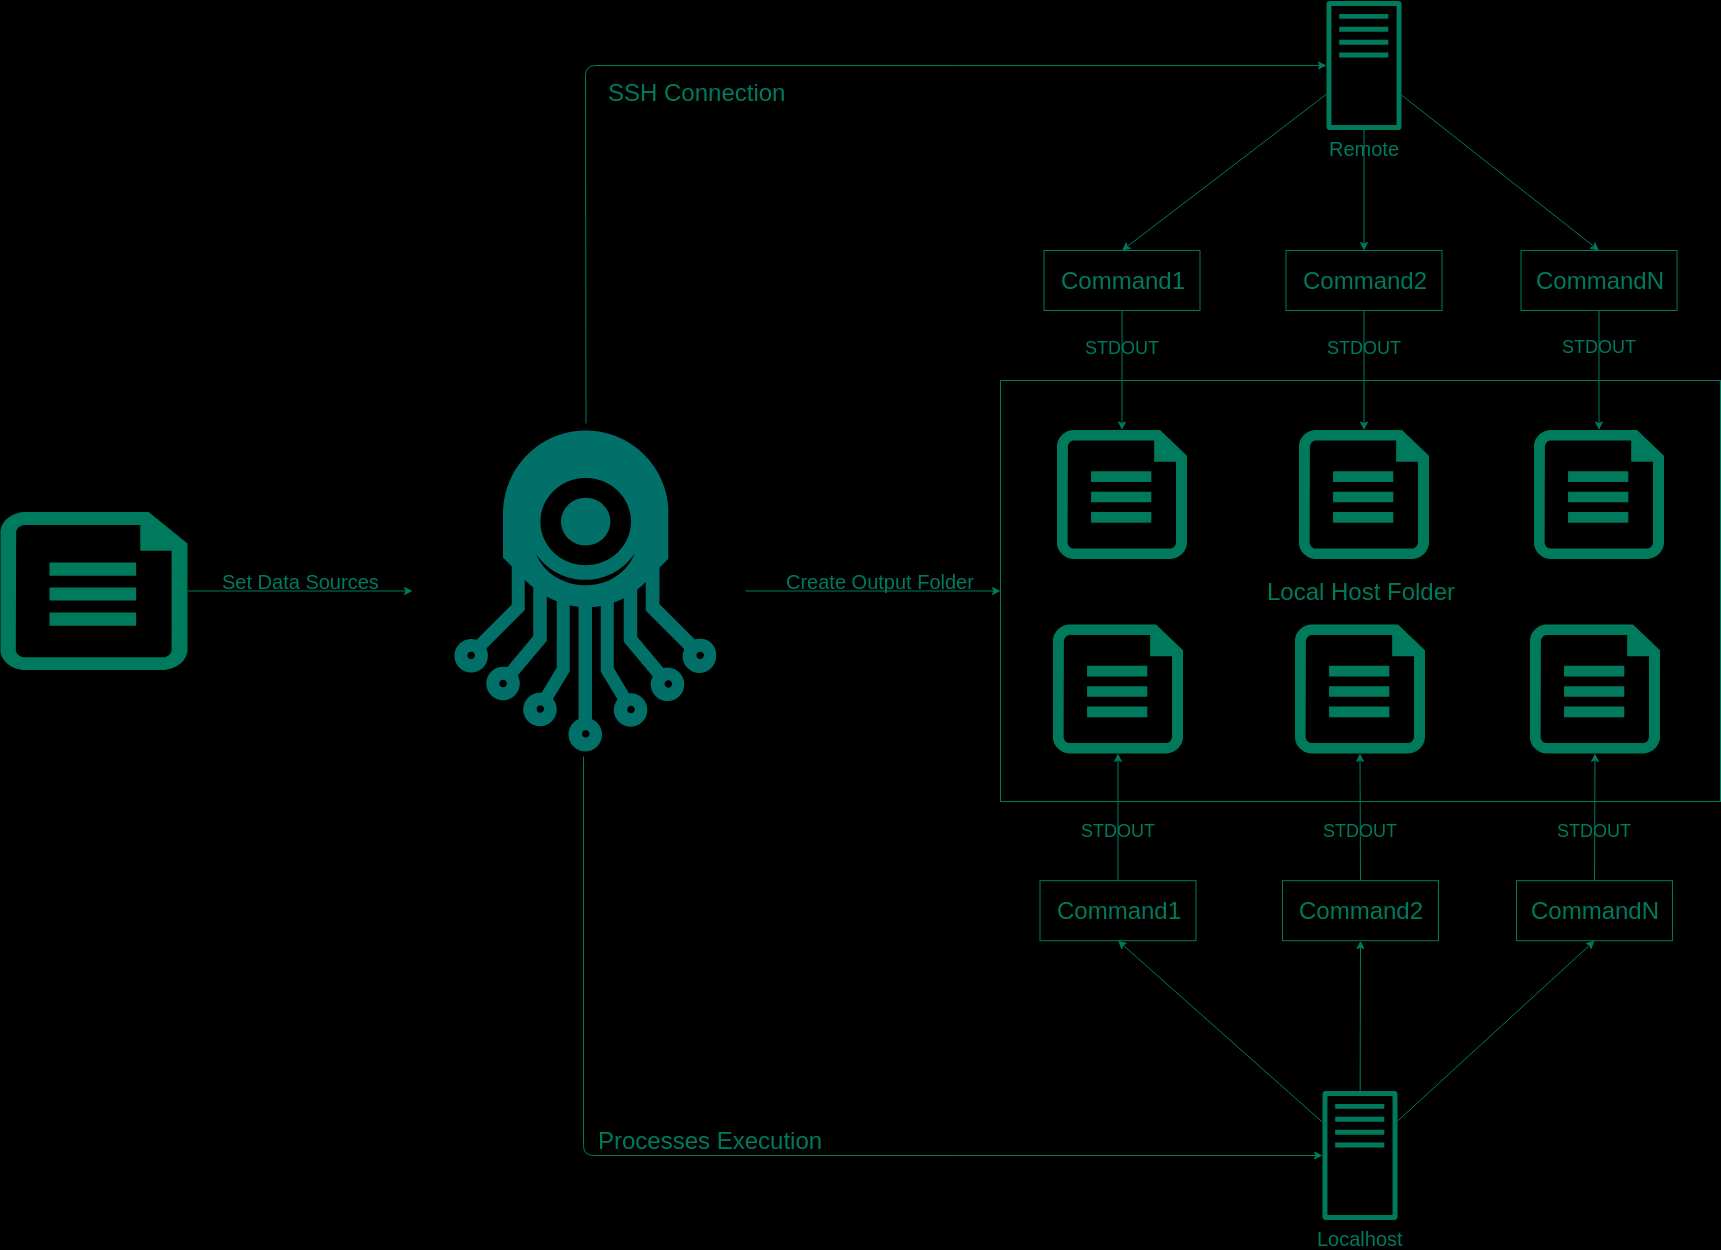 SSH Connection
Remote
Command1
Command2
CommandN
STDOUT
STDOUT
STDOUT
Set Data Sources
Create Output Folder
Local Host Folder
STDOUT
STDOUT
STDOUT
Command1
Command2
CommandN
Processes Execution
Localhost